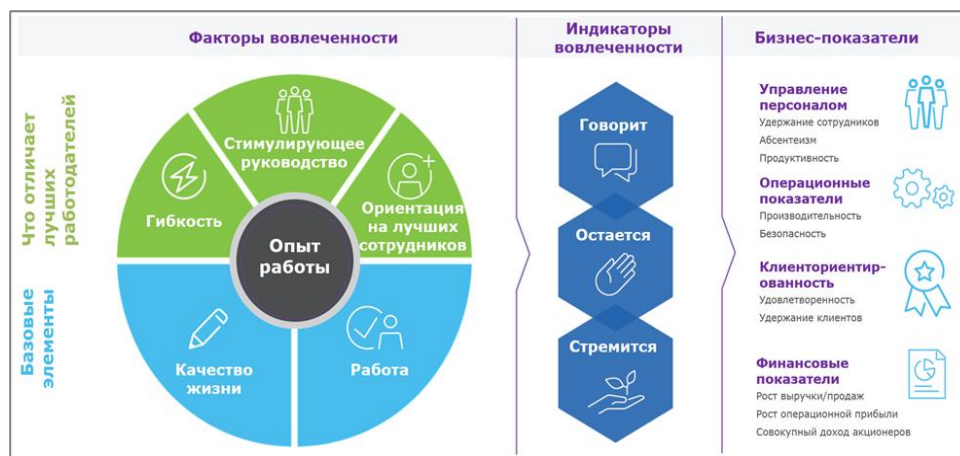 Факторы вовлеченности
Индикаторы
вовлеченности
Бизнес-показатели
Что отличает
лучших
работодателей
Базовые
элементы
Стимулирующее
руководство
Гибкость
Ориентация
на лучших
сотрудников
Опыт
работы
Качество
жизни
Работа
Говорит
Остается
Стремится
Управление
персоналом
Удержание сотрудников
Абсентеизм
Продуктивность
Операционные
показатели
Производительность
Безопасность
Клиенториентир-
ованность
Удовлетворенность
Удержание клиентов
Финансовые
показатели
Рост выручки/продаж
Рост операционной прибыли
Совокупный доход акционеров